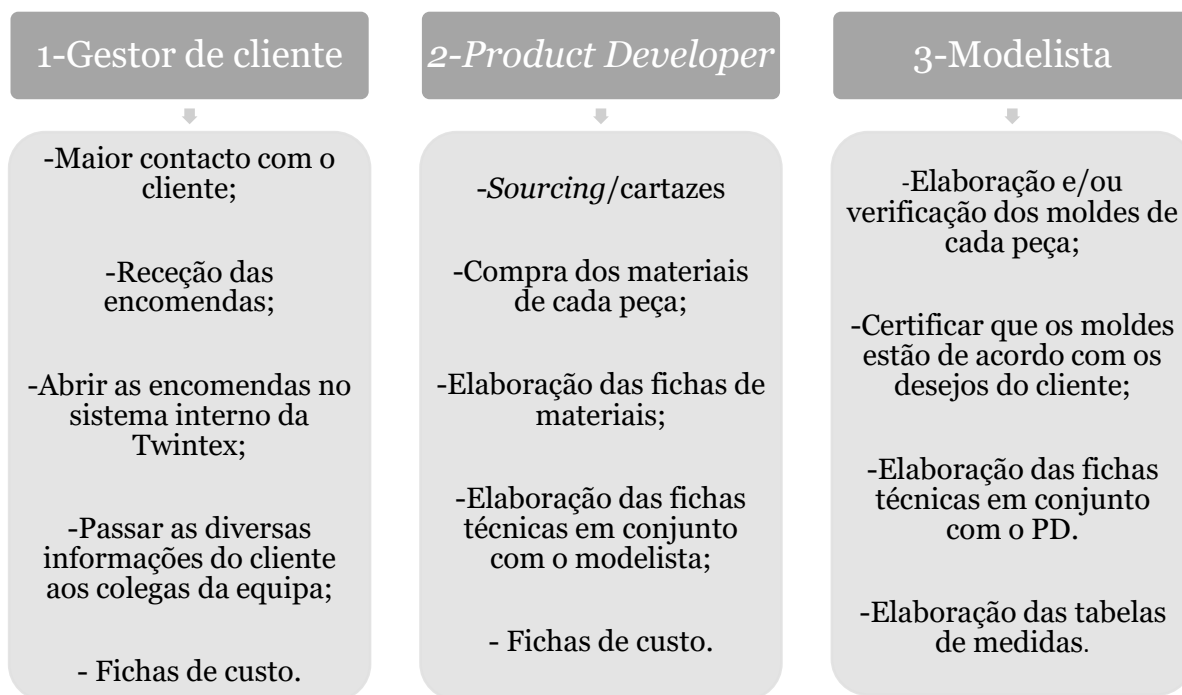 1-Gestor de cliente
-Maior contacto com o
cliente;
-Receção das
encomendas;
-Abrir as encomendas no
sistema interno da
Twintex;
-Passar as diversas
informações do cliente
aos colegas da equipa;
- Fichas de custo.
2-Product Developer
-Sourcing/cartazes
-Compra dos materiais
de cada peça;
-Elaboração das fichas de
materiais;
-Elaboração das fichas
técnicas em conjunto
com o modelista;
- Fichas de custo.
3-Modelista
-Elaboração e/ou
verificação dos moldes de
cada peça;
-Certificar que os moldes
estão de acordo com os
desejos do cliente;
-Elaboração das fichas
técnicas em conjunto
com o PD.
-Elaboração das tabelas
de medidas.